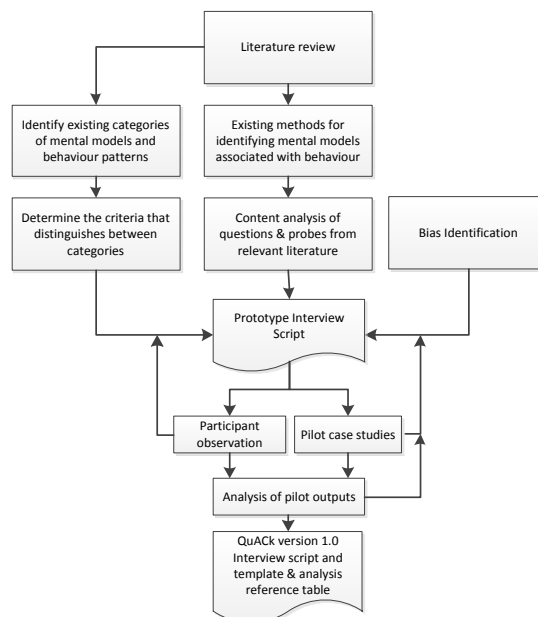 Literature review
Identify existing categories
of mental models and
behaviour patterns
Existing methods for
identifying mental models
associated with behaviour
Determine the criteria that
distinguishes between
categories
Content analysis of
questions & probes from
relevant literature
Bias Identification
Prototype Interview
Script
Participant
observation
Pilot case studies
Analysis of pilot outputs
QuACk version 1.0
Interview script and
template & analysis
reference table